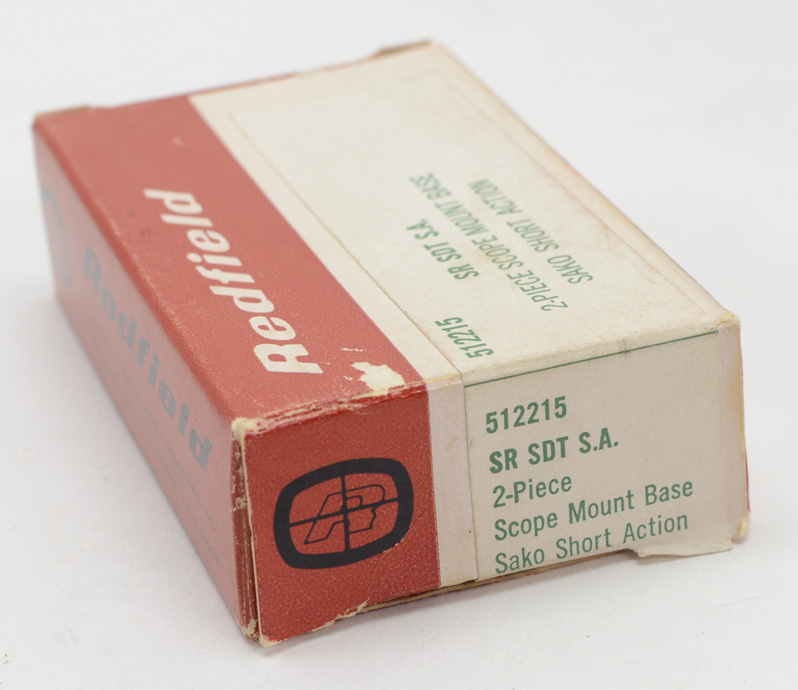 Redfield
512215
SR SDT S.A.
2-PIECE SCOPE MOUNT BASE
SAKO SHORT ACTION
Redfield
512215
SR SDT S.A.
2-Piece
Scope Mount Base
Sako Short Action